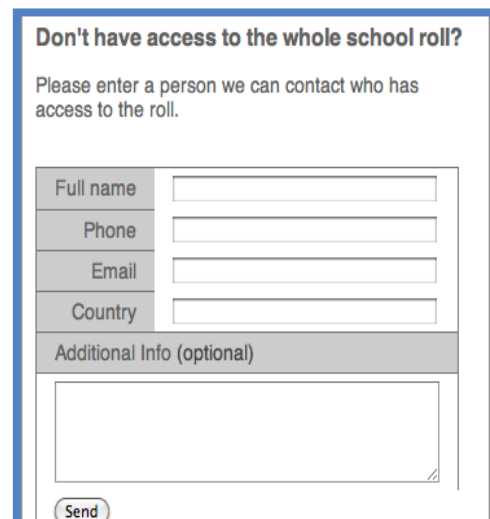 Don't have access to the whole school roll?
Please enter a person we can contact who has
access to the roll.
Full name
Phone
Email
Country
Additional Info (optional)
Send